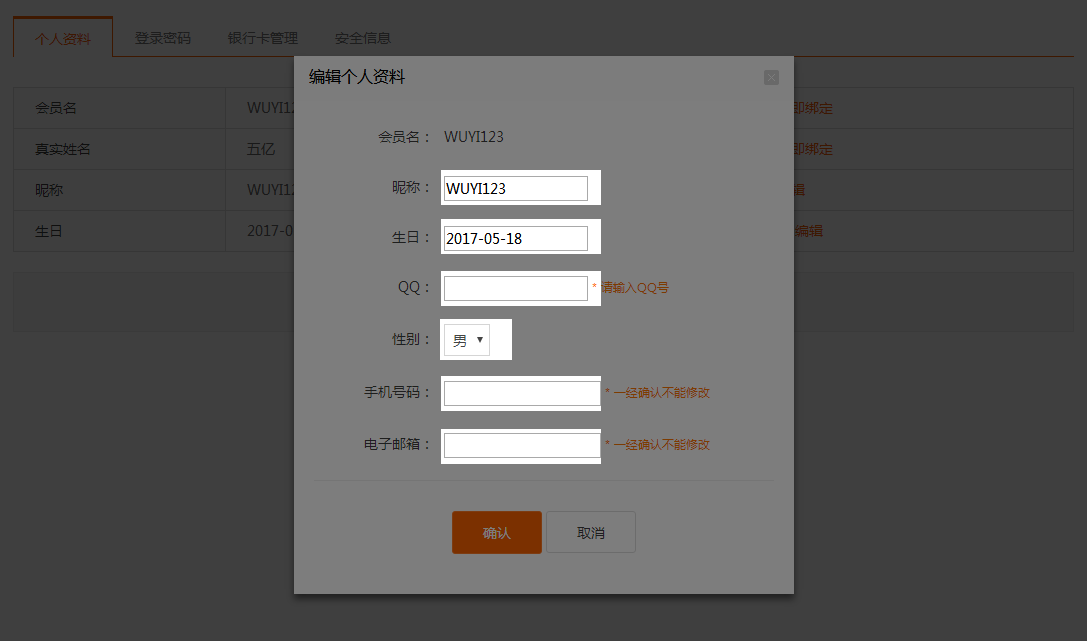 个人资料 登录密码 银行卡管理 安全信息
编辑个人资料
会员名 WUYI12 即绑定
真实姓名 五亿 即绑定
昵称 WUYI12 辑
生日 2017-0 编辑
会员名： WUYI123
昵称： WUYI123
生日： 2017-05-18
QQ： * 请输入QQ号
性别： 男
手机号码： * 一经确认不能修改
电子邮箱： * 一经确认不能修改
确认 取消